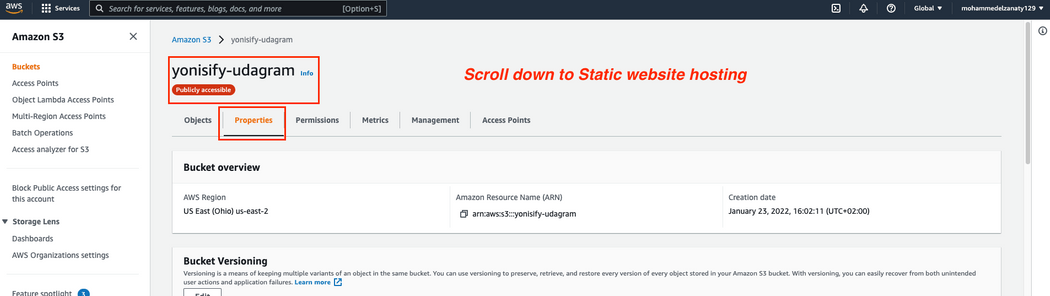 aws
Services
Search for services, features, blogs, docs, and more
[Option+S]
Global
mohammedelzanaty129
Amazon S3
Buckets
Access Points
Object Lambda Access Points
Multi-Region Access Points
Batch Operations
Access analyzer for S3
Block Public Access settings for
this account
Storage Lens
Dashboards
AWS Organizations settings
Feature spotlight 3
Amazon S3 > yonisify-udagram
yonisify-udagram Info
Publicly accessible
Scroll down to Static website hosting
Objects
Properties
Permissions
Metrics
Management
Access Points
Bucket overview
AWS Region
US East (Ohio) us-east-2
Amazon Resource Name (ARN)
arn:aws:s3:::yonisify-udagram
Creation date
January 23, 2022, 16:02:11 (UTC+02:00)
Bucket Versioning
Versioning is a means of keeping multiple variants of an object in the same bucket. You can use versioning to preserve, retrieve, and restore every version of every object stored in your Amazon S3 bucket. With versioning, you can easily recover from both unintended
user actions and application failures. Learn more
Edit